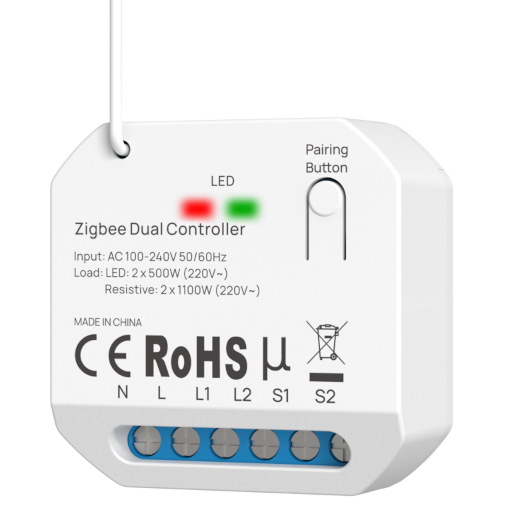 Pairing
Button
LED
Zigbee Dual Controller
Input: AC 100-240V 50/60Hz
Load: LED: 2 x 500W (220V~)
Resistive: 2 x 1100W (220V~)
MADE IN CHINA
CE RoHS μ
N L L1 L2 S1 S2